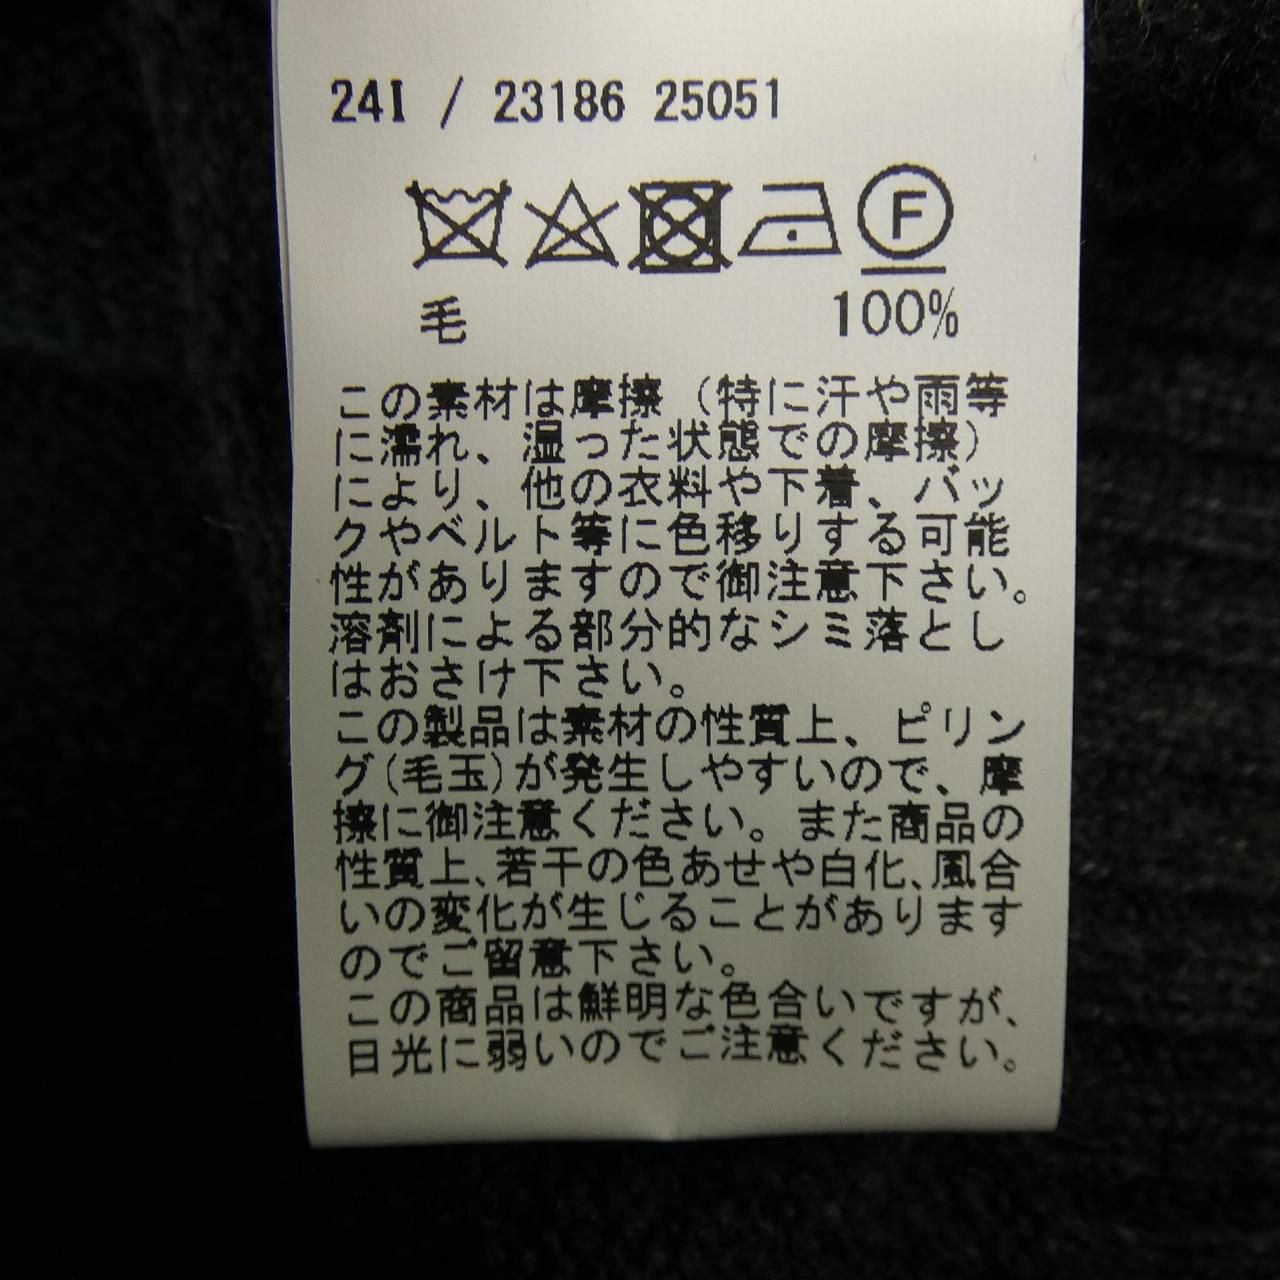 24I / 23186 25051
F
毛 100%
この素材は摩擦（特に汗や雨等
に濡れ、湿った状態での摩擦）
により、他の衣料や下着、バッ
クやベルト等に色移りする可能
性がありますので御注意下さい。
溶剤による部分的なシミ落とし
はおさけ下さい。
この製品は素材の性質上、ピリン
グ(毛玉)が発生しやすいので、摩
擦に御注意ください。また商品の
性質上、若干の色あせや白化、風合
いの変化が生じることがあります
のでご留意下さい。
この商品は鮮明な色合いですが、
日光に弱いのでご注意ください。